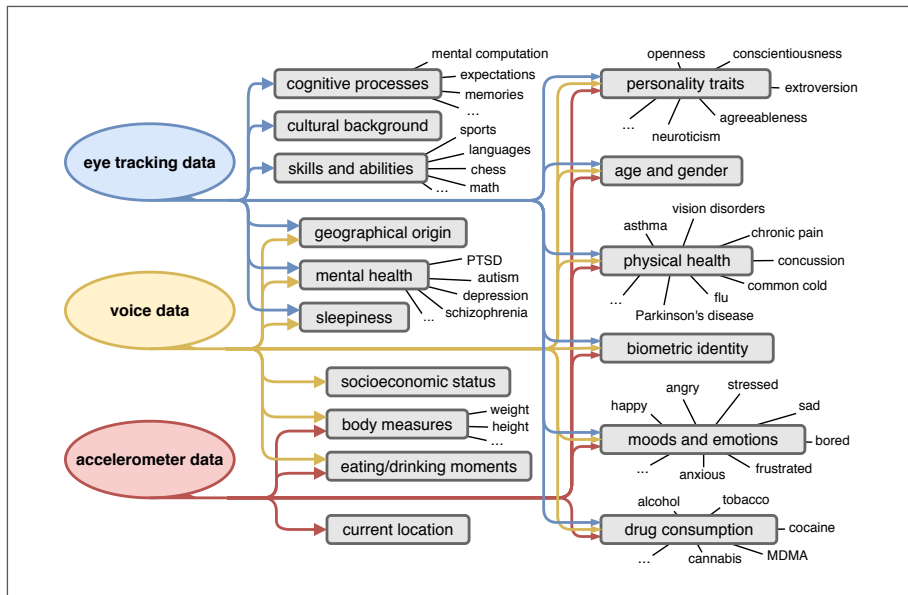 mental computation
cognitive processes
expectations
memories
...
cultural background
sports
skills and abilities
languages
chess
math
...
eye tracking data
geographical origin
mental health
PTSD
autism
depression
schizophrenia
...
sleepiness
voice data
socioeconomic status
body measures
weight
height
...
eating/drinking moments
accelerometer data
current location
openness
conscientiousness
personality traits
extroversion
agreeableness
neuroticism
...
age and gender
vision disorders
asthma
chronic pain
physical health
concussion
common cold
flu
Parkinson's disease
...
biometric identity
stressed
angry
happy
sad
moods and emotions
bored
frustrated
anxious
...
alcohol
tobacco
drug consumption
cocaine
MDMA
cannabis
...